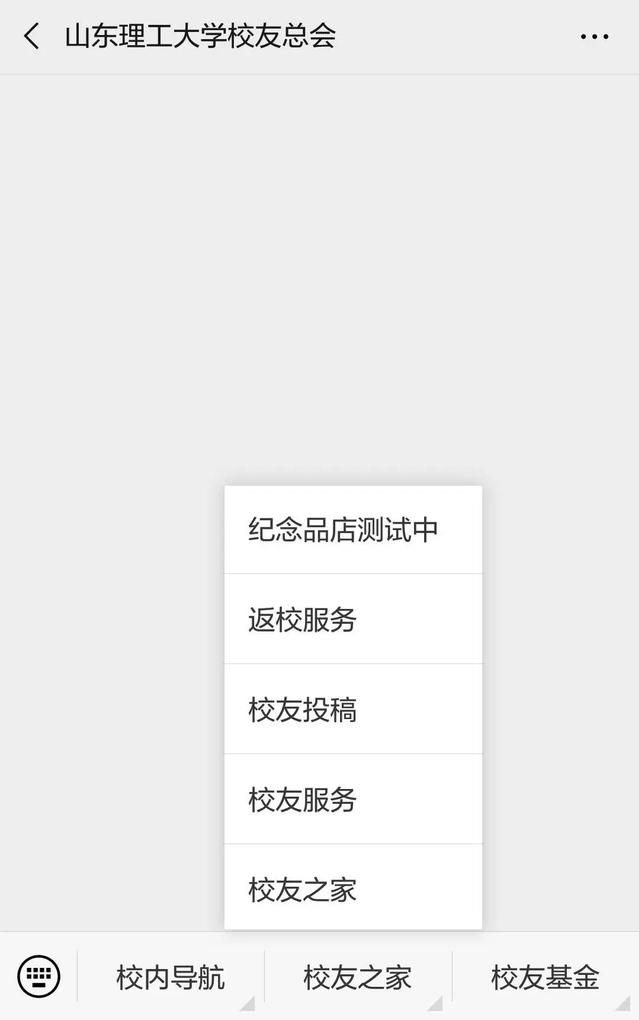 山东理工大学校友总会
纪念品店测试中
返校服务
校友投稿
校友服务
校友之家
校内导航
校友之家
校友基金